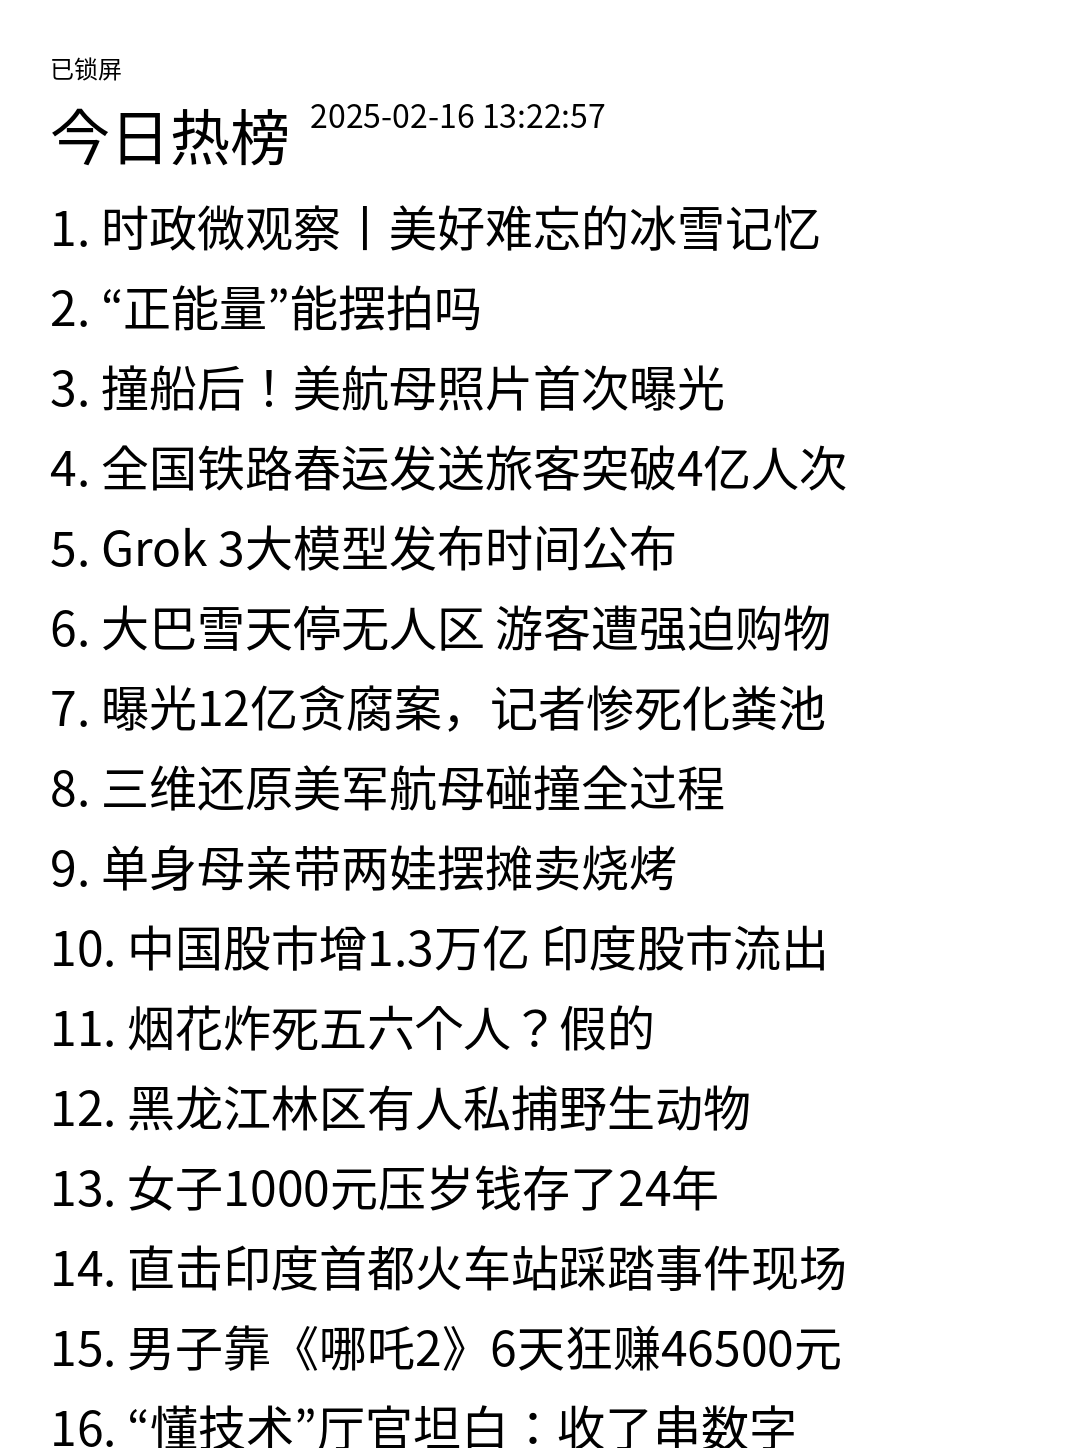 已锁屏
今日热榜 2025-02-16 13:22:57
1. 时政微观察丨美好难忘的冰雪记忆
2. “正能量”能摆拍吗
3. 撞船后！美航母照片首次曝光
4. 全国铁路春运发送旅客突破4亿人次
5. Grok 3大模型发布时间公布
6. 大巴雪天停无人区 游客遭强迫购物
7. 曝光12亿贪腐案，记者惨死化粪池
8. 三维还原美军航母碰撞全过程
9. 单身母亲带两娃摆摊卖烧烤
10. 中国股市增1.3万亿 印度股市流出
11. 烟花炸死五六个人？假的
12. 黑龙江林区有人私捕野生动物
13. 女子1000元压岁钱存了24年
14. 直击印度首都火车站踩踏事件现场
15. 男子靠《哪吒2》6天狂赚46500元
16. “懂技术”厅官坦白：收了串数字